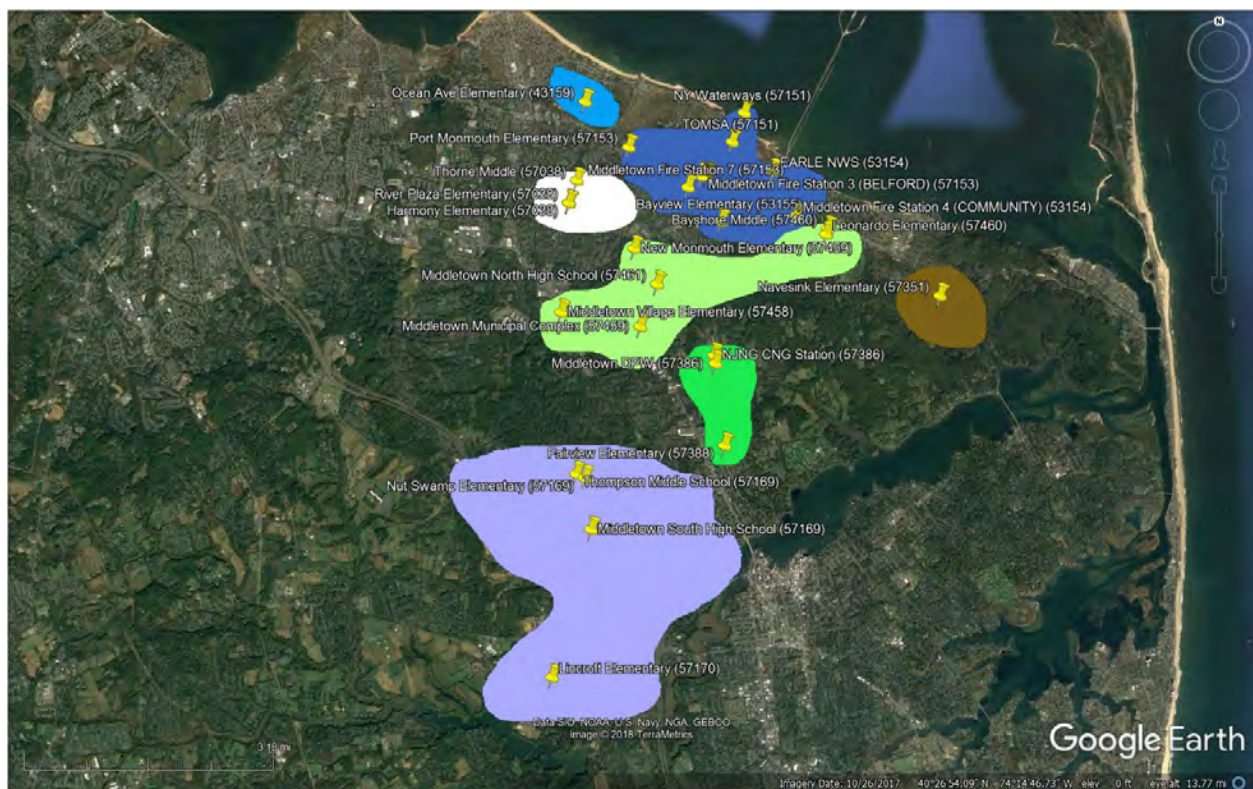 N
Ocean Ave Elementary (43159)
NY Waterways (57151)
TOMSA (57151)
Port Monmouth Elementary (57153)
EARLE NWS (53154)
Thorne Middle (57038)
Middletown Fire Station 7 (57153)
Middletown Fire Station 3 (BELFORD) (57153)
River Plaza Elementary
Harmony Elementary
Bayview Elementary (53155)
Middletown Fire Station 4 (COMMUNITY) (53154)
Bayshore Middle (57460)
Leonardo Elementary (57460)
New Monmouth Elementary
Middletown North High School (57461)
Navesink Elementary (57351)
Middletown Village Elementary (57458)
Middletown Municipal Complex
NJNG CNG Station (57386)
Middletown DPW (57386)
Fairview Elementary (57388)
Nut Swamp Elementary (57169)
Thompson Middle School (57169)
Middletown South High School (57169)
Lincroft Elementary (57170)
Data SIO, NOAA, U.S. Navy, NGA, GEBCO
Image © 2018 TerraMetrics
3.18 mi
Google Earth
Imagery Date: 10/26/2017 40°26'54.09" N 74°14'46.73" W elev 0 ft eye alt 13.77 mi